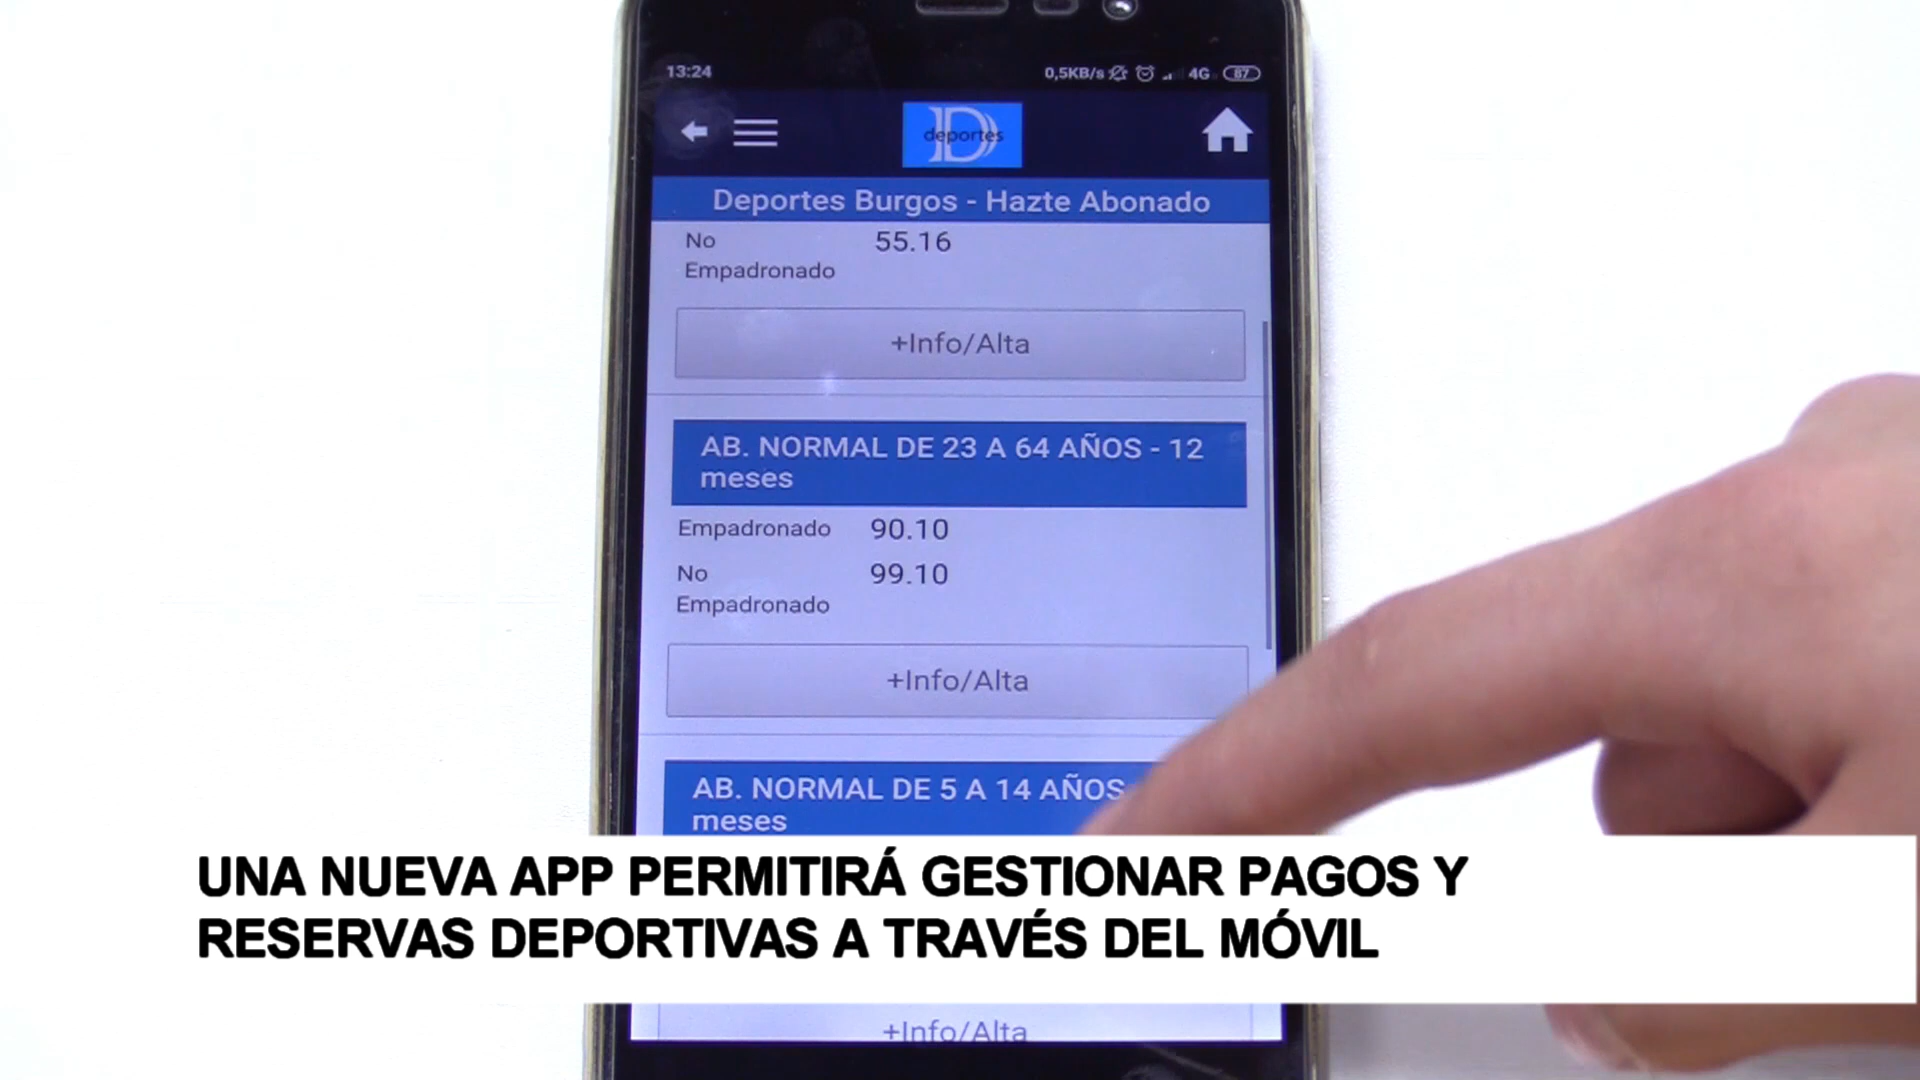 13:24
0,5KB/s 4G 87
deportes
Deportes Burgos - Hazte Abonado
No 55.16
Empadronado
+Info/Alta
AB. NORMAL DE 23 A 64 AÑOS - 12
meses
Empadronado 90.10
No 99.10
Empadronado
+Info/Alta
AB. NORMAL DE 5 A 14 AÑOS
meses
UNA NUEVA APP PERMITIRÁ GESTIONAR PAGOS Y
RESERVAS DEPORTIVAS A TRAVÉS DEL MÓVIL
+Info/Alta